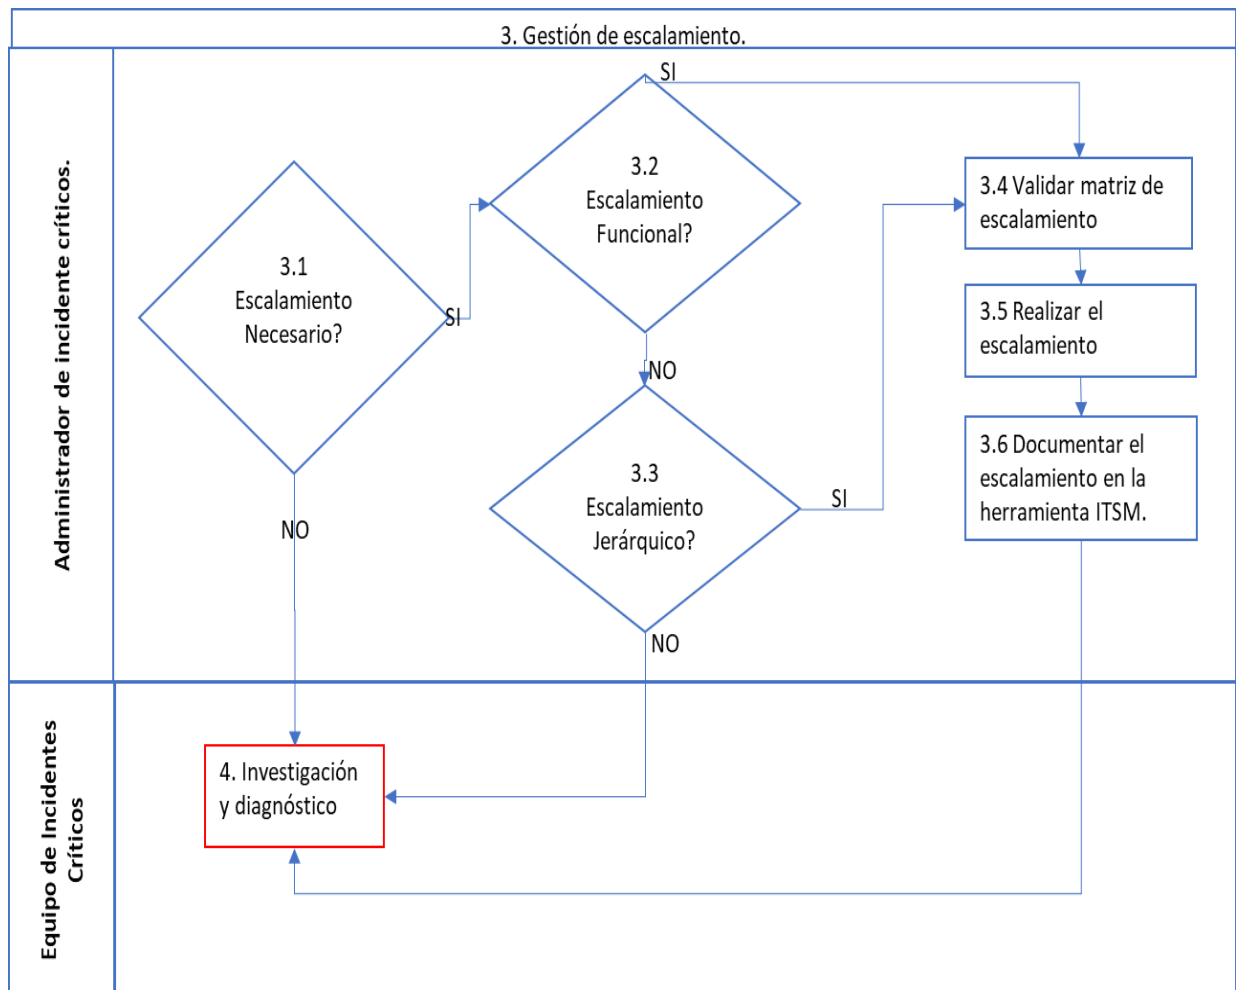 3. Gestión de escalamiento.
Administrador de incidente críticos.
3.1
Escalamiento
Necesario?
SI
NO
SI
3.2
Escalamiento
Funcional?
NO
3.3
Escalamiento
Jerárquico?
SI
NO
3.4 Validar matriz de
escalamiento
3.5 Realizar el
escalamiento
3.6 Documentar el
escalamiento en la
herramienta ITSM.
Equipo de Incidentes
Críticos
4. Investigación
y diagnóstico